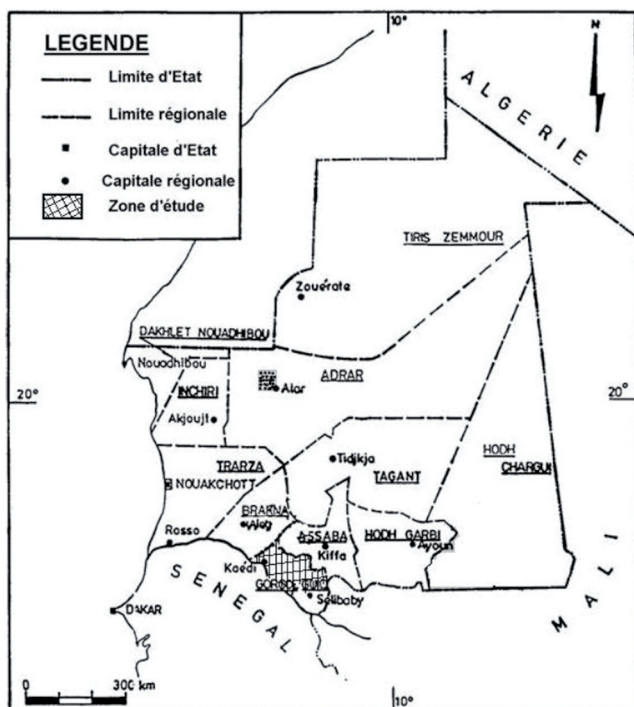 10°
N
LEGENDE
Limite d'Etat
Limite régionale
Capitale d'Etat
Capitale régionale
Zone d'étude
ALGERIE
TIRIS ZEMMOUR
Zouérate
DAKHLET NOUADHIBOU
Nouadhibou
ADRAR
INCHIRI
Atar
20°
20°
Akjoujt
HODH
CHARGUI
TRARZA
Tidjikja
TAGANT
NOUAKCHOTT
BRAKNA
Aleg
ASSABA
HODH GARBI
Rosso
Kiffa
Ayoun
Kaedi
SENEGAL
Sélibaby
MALI
DAKAR
0 300 km
10°